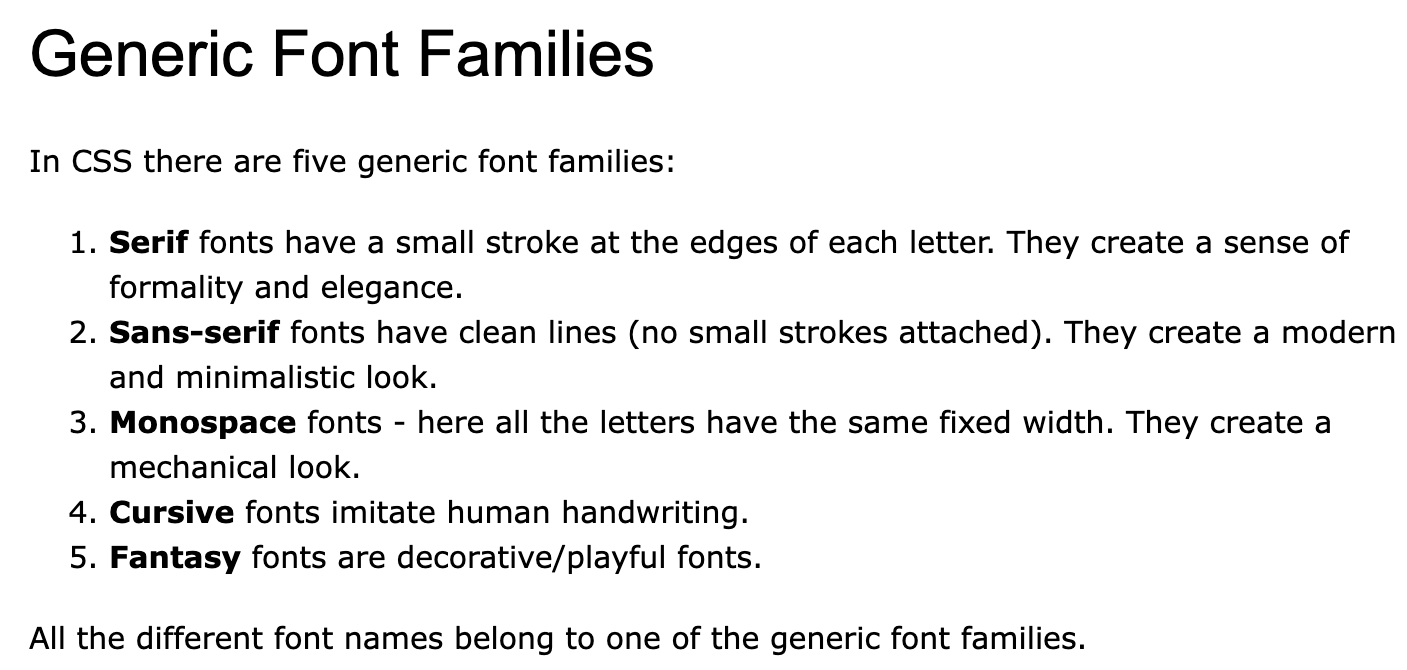 Generic Font Families
In CSS there are five generic font families:
1. Serif fonts have a small stroke at the edges of each letter. They create a sense of
formality and elegance.
2. Sans-serif fonts have clean lines (no small strokes attached). They create a modern
and minimalistic look.
3. Monospace fonts - here all the letters have the same fixed width. They create a
mechanical look.
4. Cursive fonts imitate human handwriting.
5. Fantasy fonts are decorative/playful fonts.
All the different font names belong to one of the generic font families.